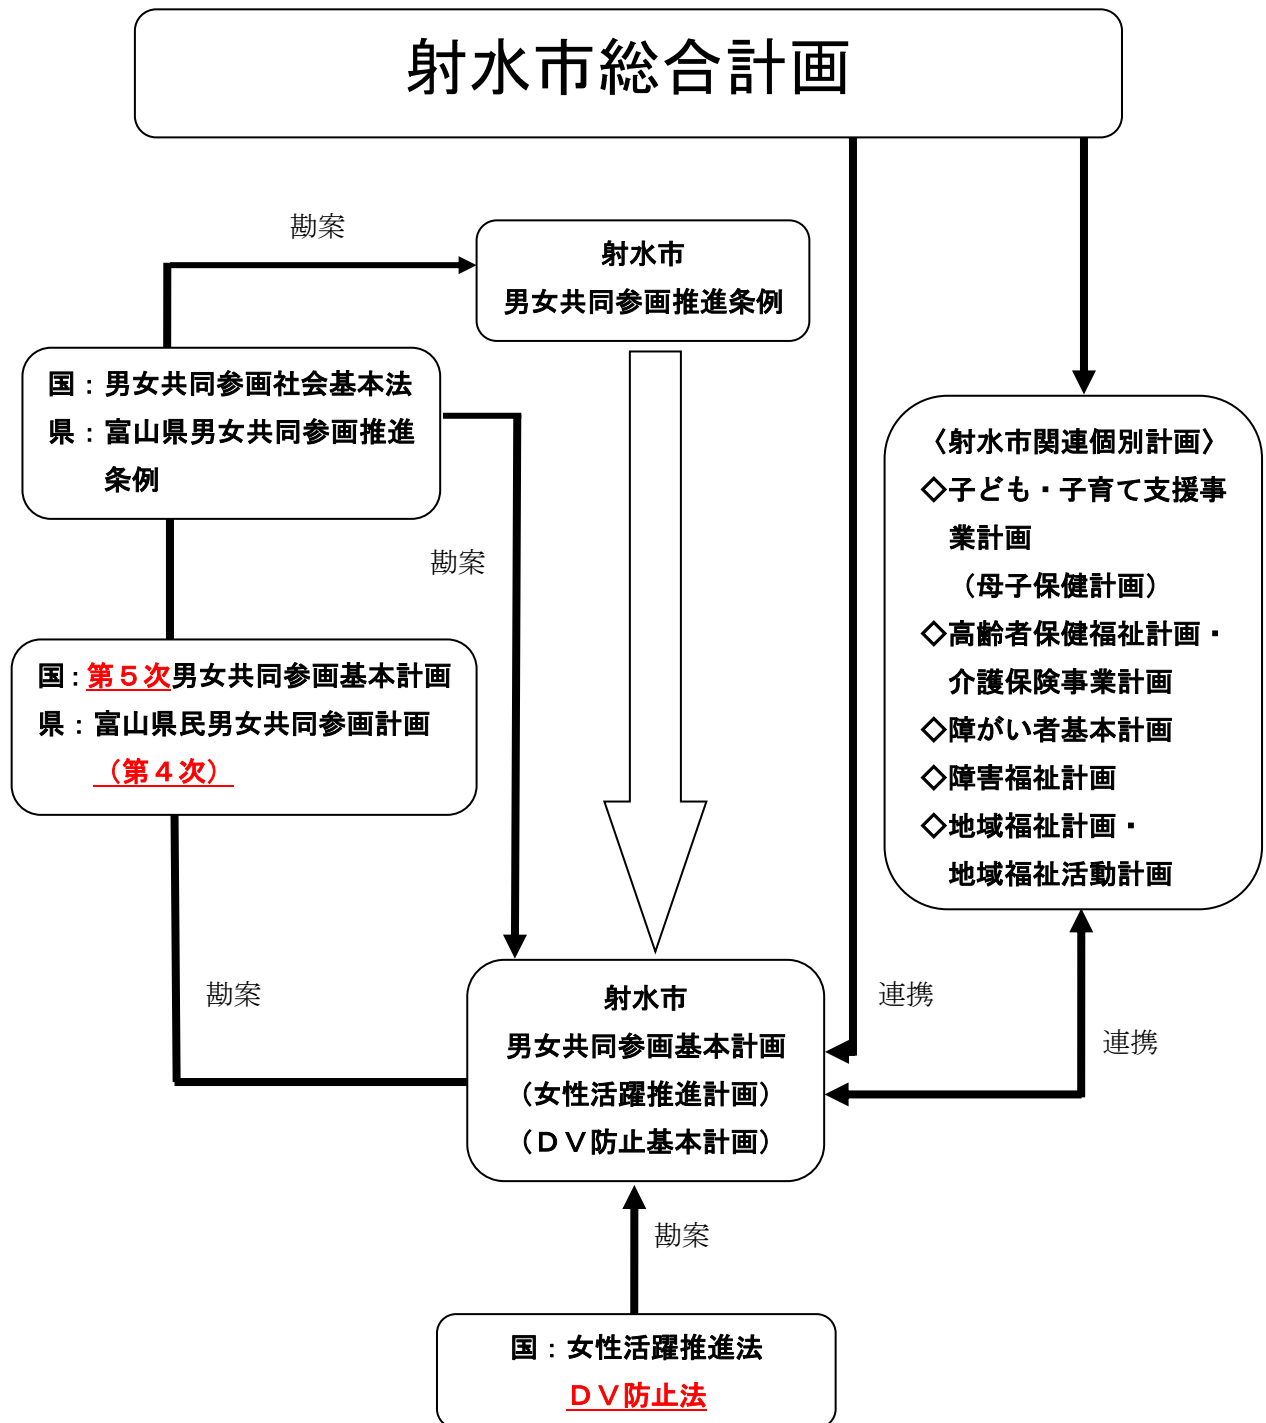 射水市総合計画
勘案
射水市
男女共同参画推進条例
国：男女共同参画社会基本法
県：富山県男女共同参画推進
条例
勘案
〈射水市関連個別計画〉
◇子ども・子育て支援事
業計画
（母子保健計画）
◇高齢者保健福祉計画・
介護保険事業計画
◇障がい者基本計画
◇障害福祉計画
◇地域福祉計画・
地域福祉活動計画
国：第５次男女共同参画基本計画
県：富山県民男女共同参画計画
（第４次）
勘案
射水市
男女共同参画基本計画
（女性活躍推進計画）
（ＤＶ防止基本計画）
連携
連携
勘案
国：女性活躍推進法
ＤＶ防止法